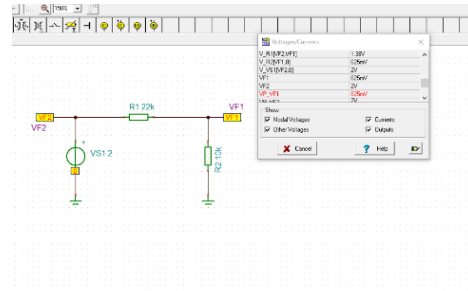 198%
Voltages/Currents
V_R1[VF2,VF1] 1.38V
V_R2[VF1,0] 625mV
V_VS1[VF2,0] 2V
VF1 625mV
VF2 2V
VP_VF1 625mV
2V
Show
Nodal Voltages
Currents
Other Voltages
Outputs
Cancel
? Help
R1 22k
VF1
VF2
VF1
VF2
+
VS1 2
R2 10k